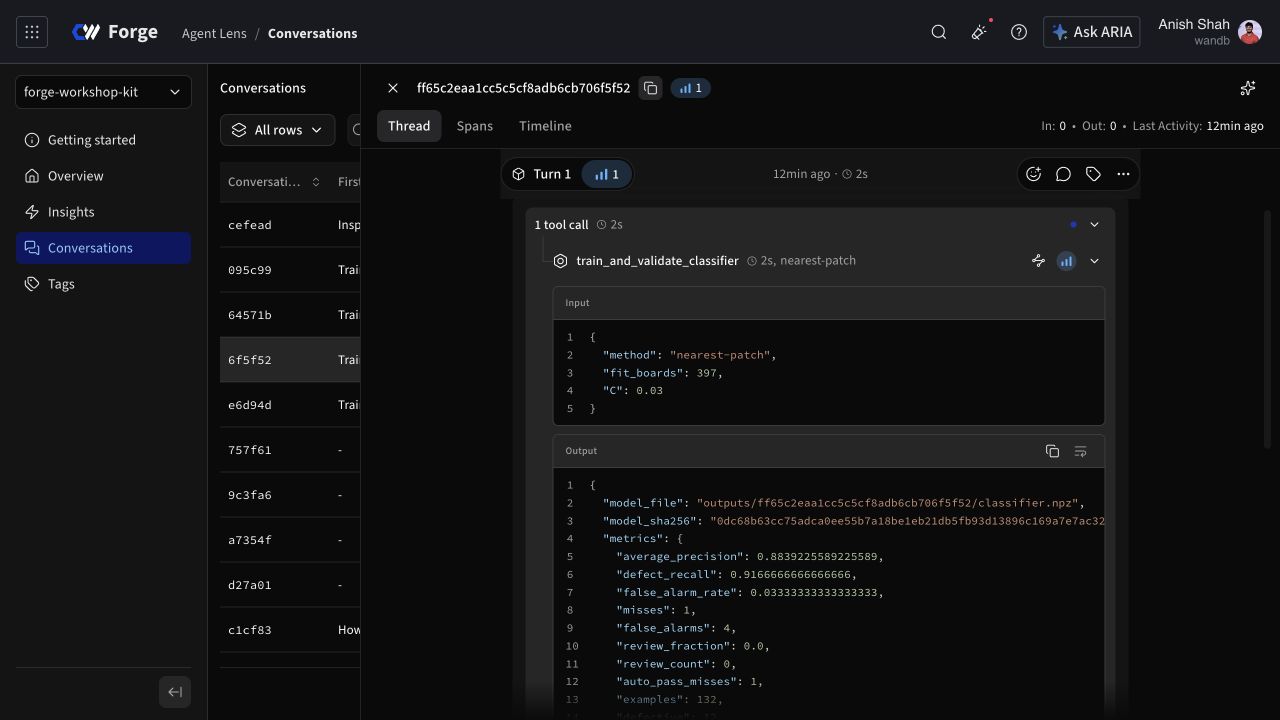 Forge
Agent Lens / Conversations
Ask ARIA
Anish Shah
wandb
forge-workshop-kit
Getting started
Overview
Insights
Conversations
Tags
Conversations
All rows
Conversati... First
cefead Insp
095c99 Trai
64571b Trai
6f5f52 Trai
e6d94d Trai
757f61 -
9c3fa6 -
a7354f -
d27a01 -
c1cf83 How
ff65c2eaa1cc5c5cf8adb6cb706f5f52 1
Thread Spans Timeline
In: 0 • Out: 0 • Last Activity: 12min ago
Turn 1 1 12min ago · 2s
1 tool call 2s
train_and_validate_classifier 2s, nearest-patch
Input
1 {
2 "method": "nearest-patch",
3 "fit_boards": 397,
4 "C": 0.03
5 }
Output
1 {
2 "model_file": "outputs/ff65c2eaa1cc5c5cf8adb6cb706f5f52/classifier.npz",
3 "model_sha256": "0dc68b63cc75adca0ee55b7a18be1eb21db5fb93d13896c169a7e7ac32
4 "metrics": {
5 "average_precision": 0.8839225589225589,
6 "defect_recall": 0.9166666666666666,
7 "false_alarm_rate": 0.03333333333333333,
8 "misses": 1,
9 "false_alarms": 4,
10 "review_fraction": 0.0,
11 "review_count": 0,
12 "auto_pass_misses": 1,
13 "examples": 132,